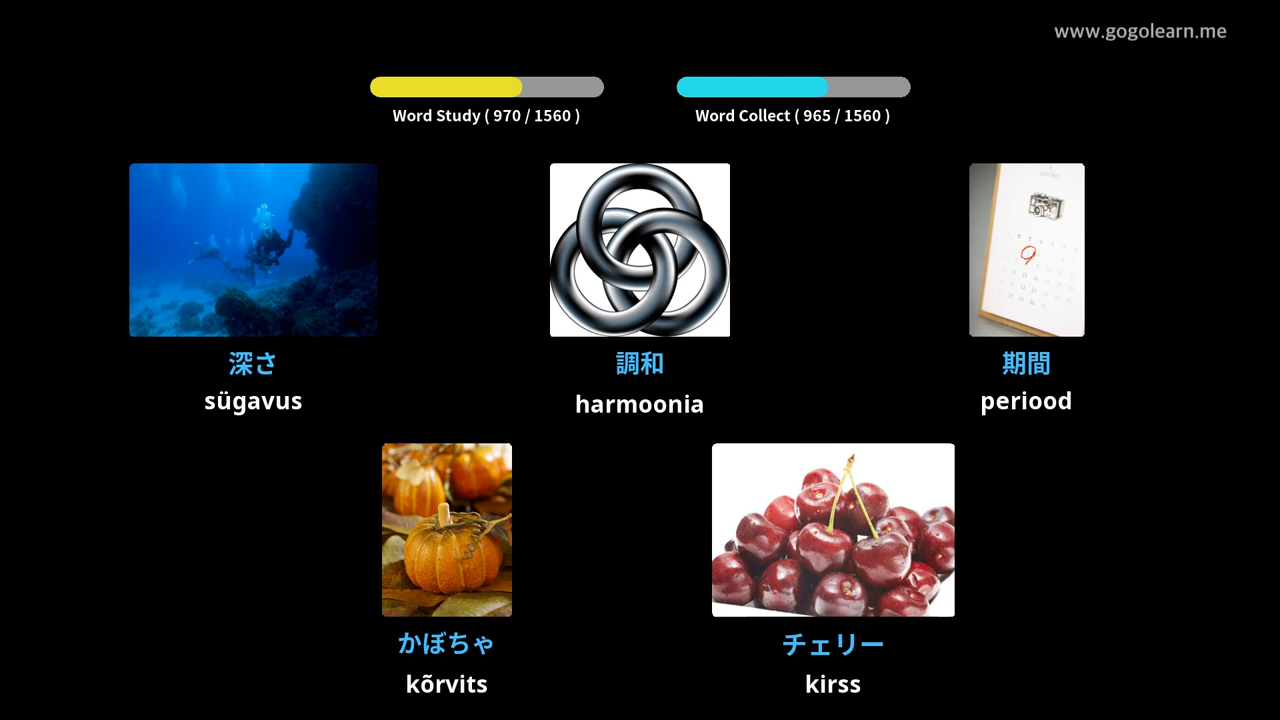 www.gogolearn.me
Word Study ( 970 / 1560 )
Word Collect ( 965 / 1560 )
深さ
sügavus
調和
harmoonia
期間
periood
かぼちゃ
kõrvits
チェリー
kirss